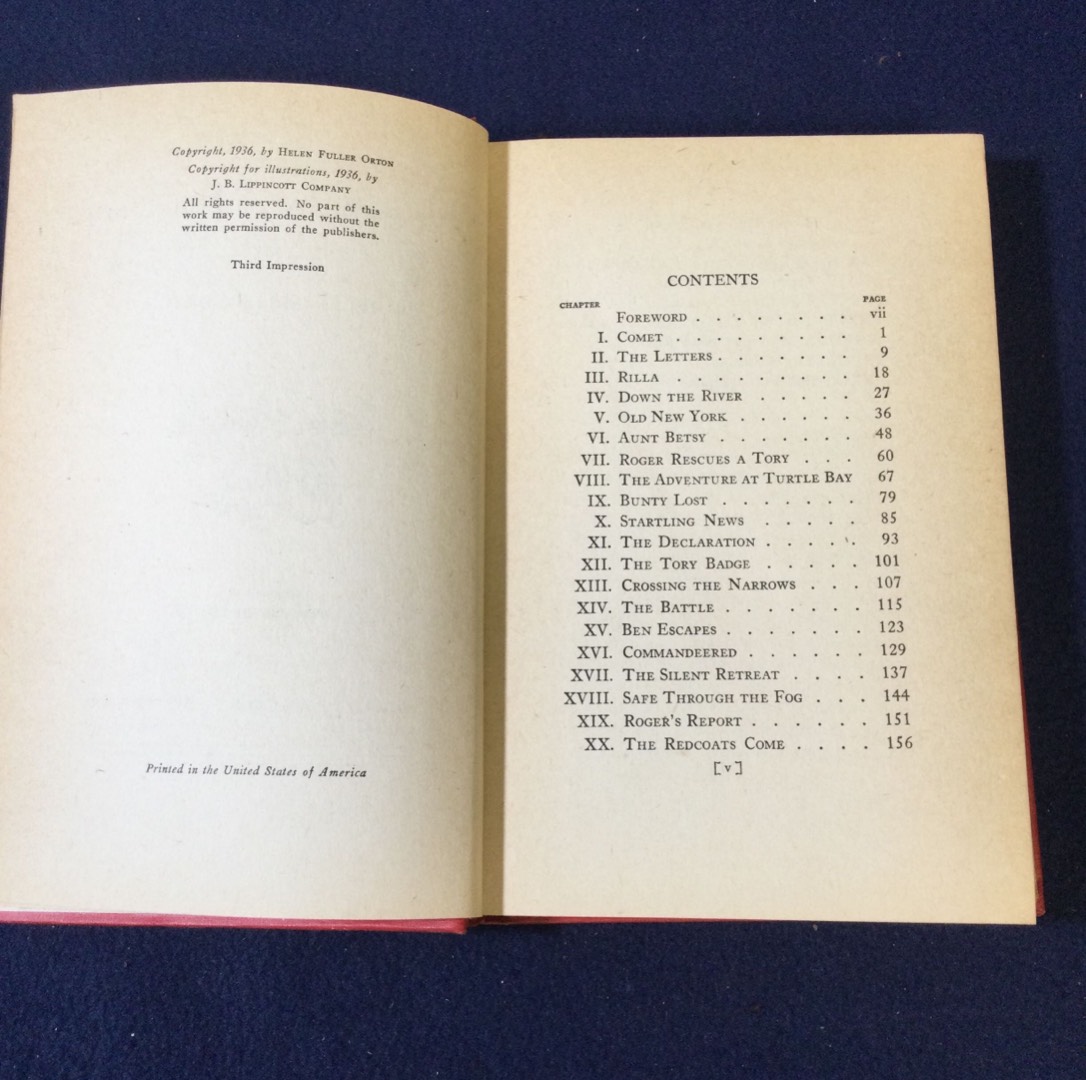 Copyright, 1936, by HELEN FULLER ORTON
Copyright for illustrations, 1936, by
J. B. LIPPINCOTT COMPANY
All rights reserved. No part of this
work may be reproduced without the
written permission of the publishers.
Third Impression
Printed in the United States of America
CONTENTS
CHAPTER PAGE
FOREWORD . . . . . . . . vii
I. COMET . . . . . . . . . 1
II. THE LETTERS . . . . . . . 9
III. RILLA . . . . . . . . . 18
IV. DOWN THE RIVER . . . . . 27
V. OLD NEW YORK . . . . . . 36
VI. AUNT BETSY . . . . . . . 48
VII. ROGER RESCUES A TORY . . . 60
VIII. THE ADVENTURE AT TURTLE BAY 67
IX. BUNTY LOST . . . . . . . 79
X. STARTLING NEWS . . . . . 85
XI. THE DECLARATION . . . . . 93
XII. THE TORY BADGE . . . . . 101
XIII. CROSSING THE NARROWS . . . 107
XIV. THE BATTLE . . . . . . . 115
XV. BEN ESCAPES . . . . . . . 123
XVI. COMMANDEERED . . . . . . 129
XVII. THE SILENT RETREAT . . . . 137
XVIII. SAFE THROUGH THE FOG . . . 144
XIX. ROGER'S REPORT . . . . . . 151
XX. THE REDCOATS COME . . . . 156
[v]